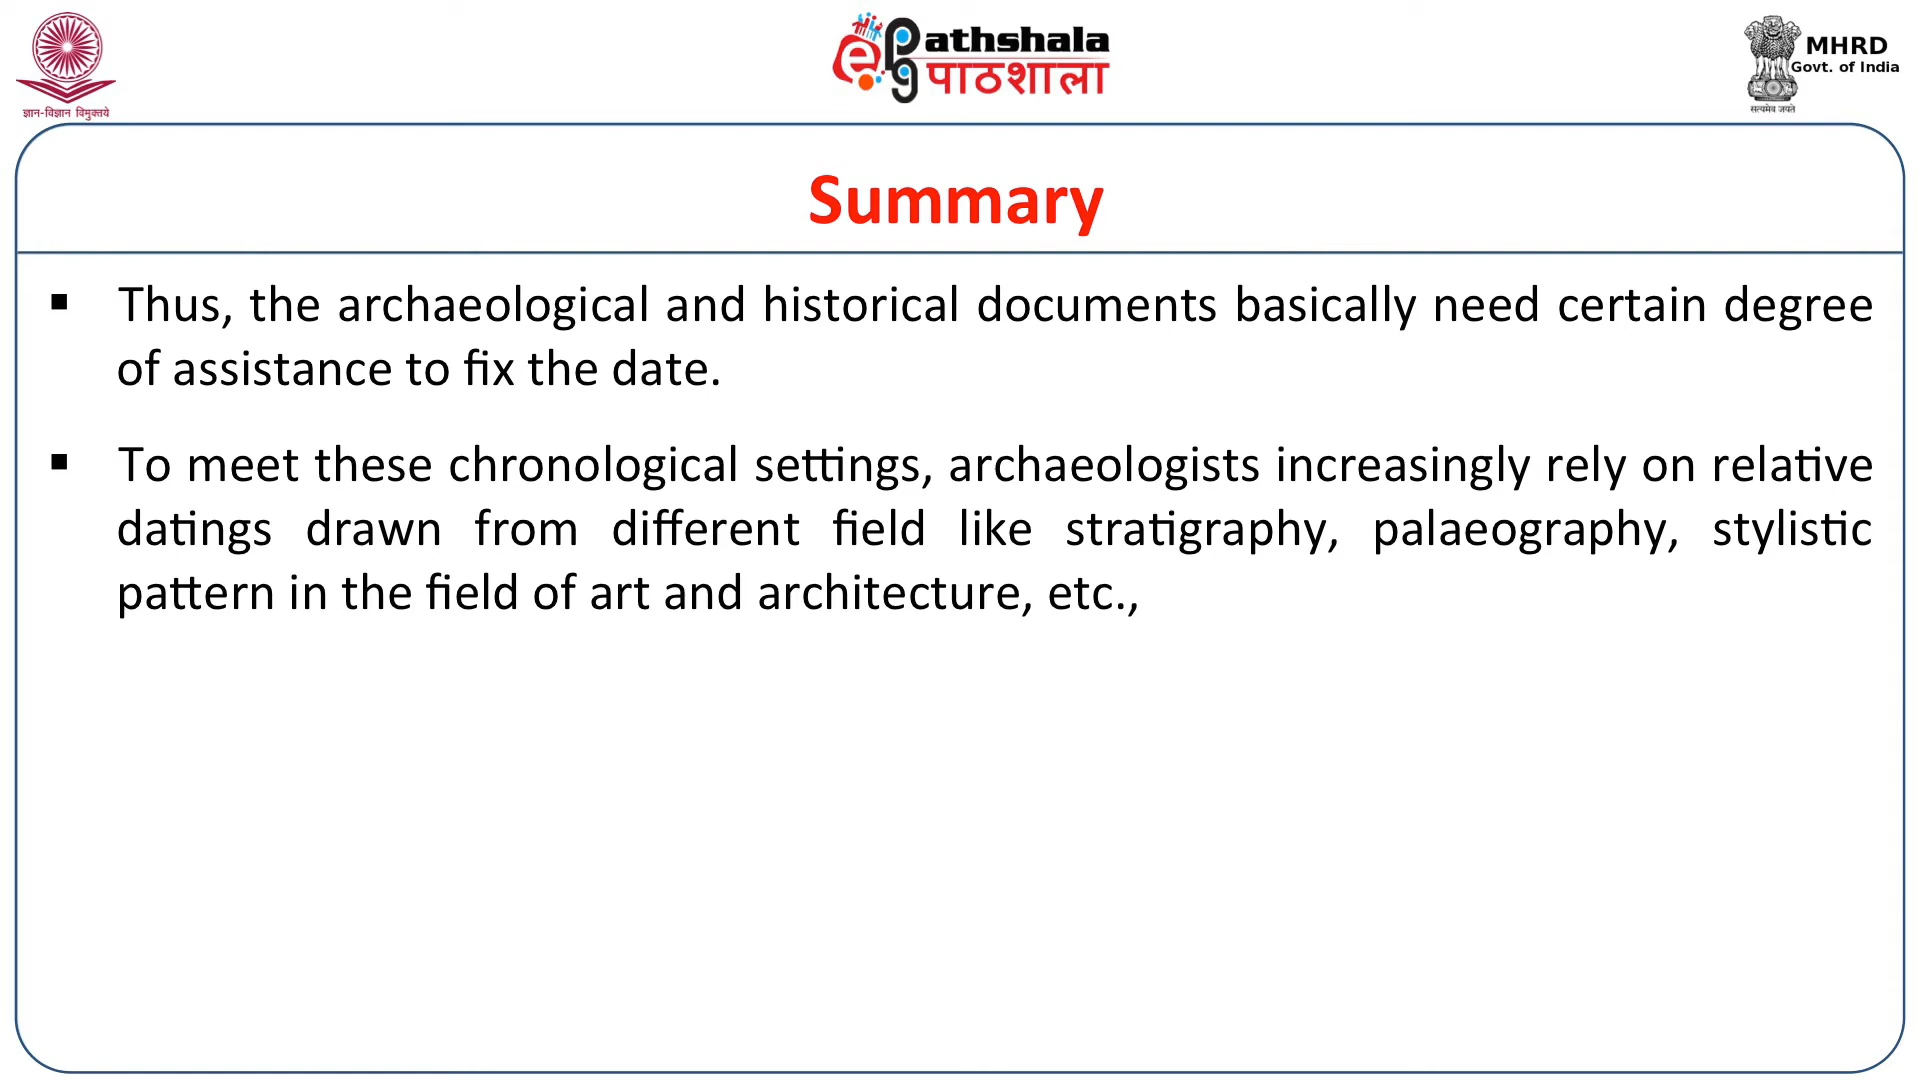 ज्ञान-विज्ञान विमुक्तये
e pg Pathshala
पाठशाला
MHRD
Govt. of India
सत्यमेव जयते
Summary
▪ Thus, the archaeological and historical documents basically need certain degree
of assistance to fix the date.
▪ To meet these chronological settings, archaeologists increasingly rely on relative
datings drawn from different field like stratigraphy, palaeography, stylistic
pattern in the field of art and architecture, etc.,